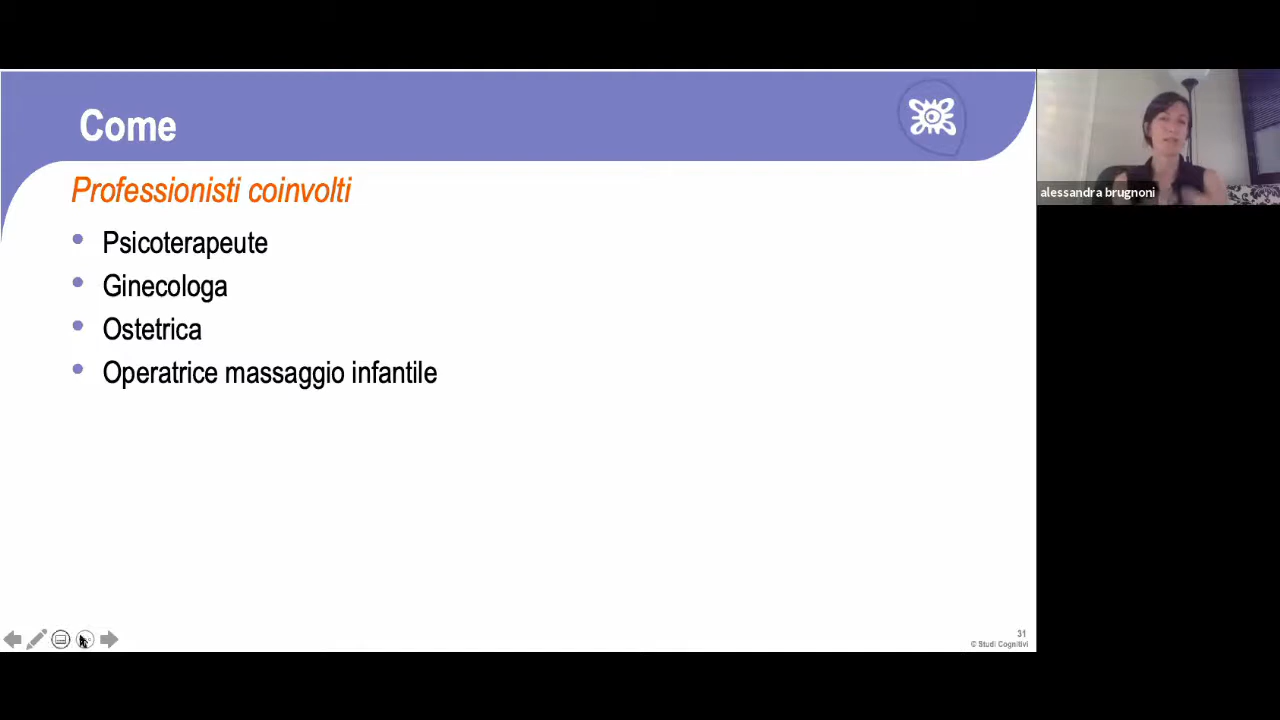 Come
Professionisti coinvolti
Psicoterapeute
Ginecologa
Ostetrica
Operatrice massaggio infantile
alessandra brugnoni
31
© Studi Cognitivi